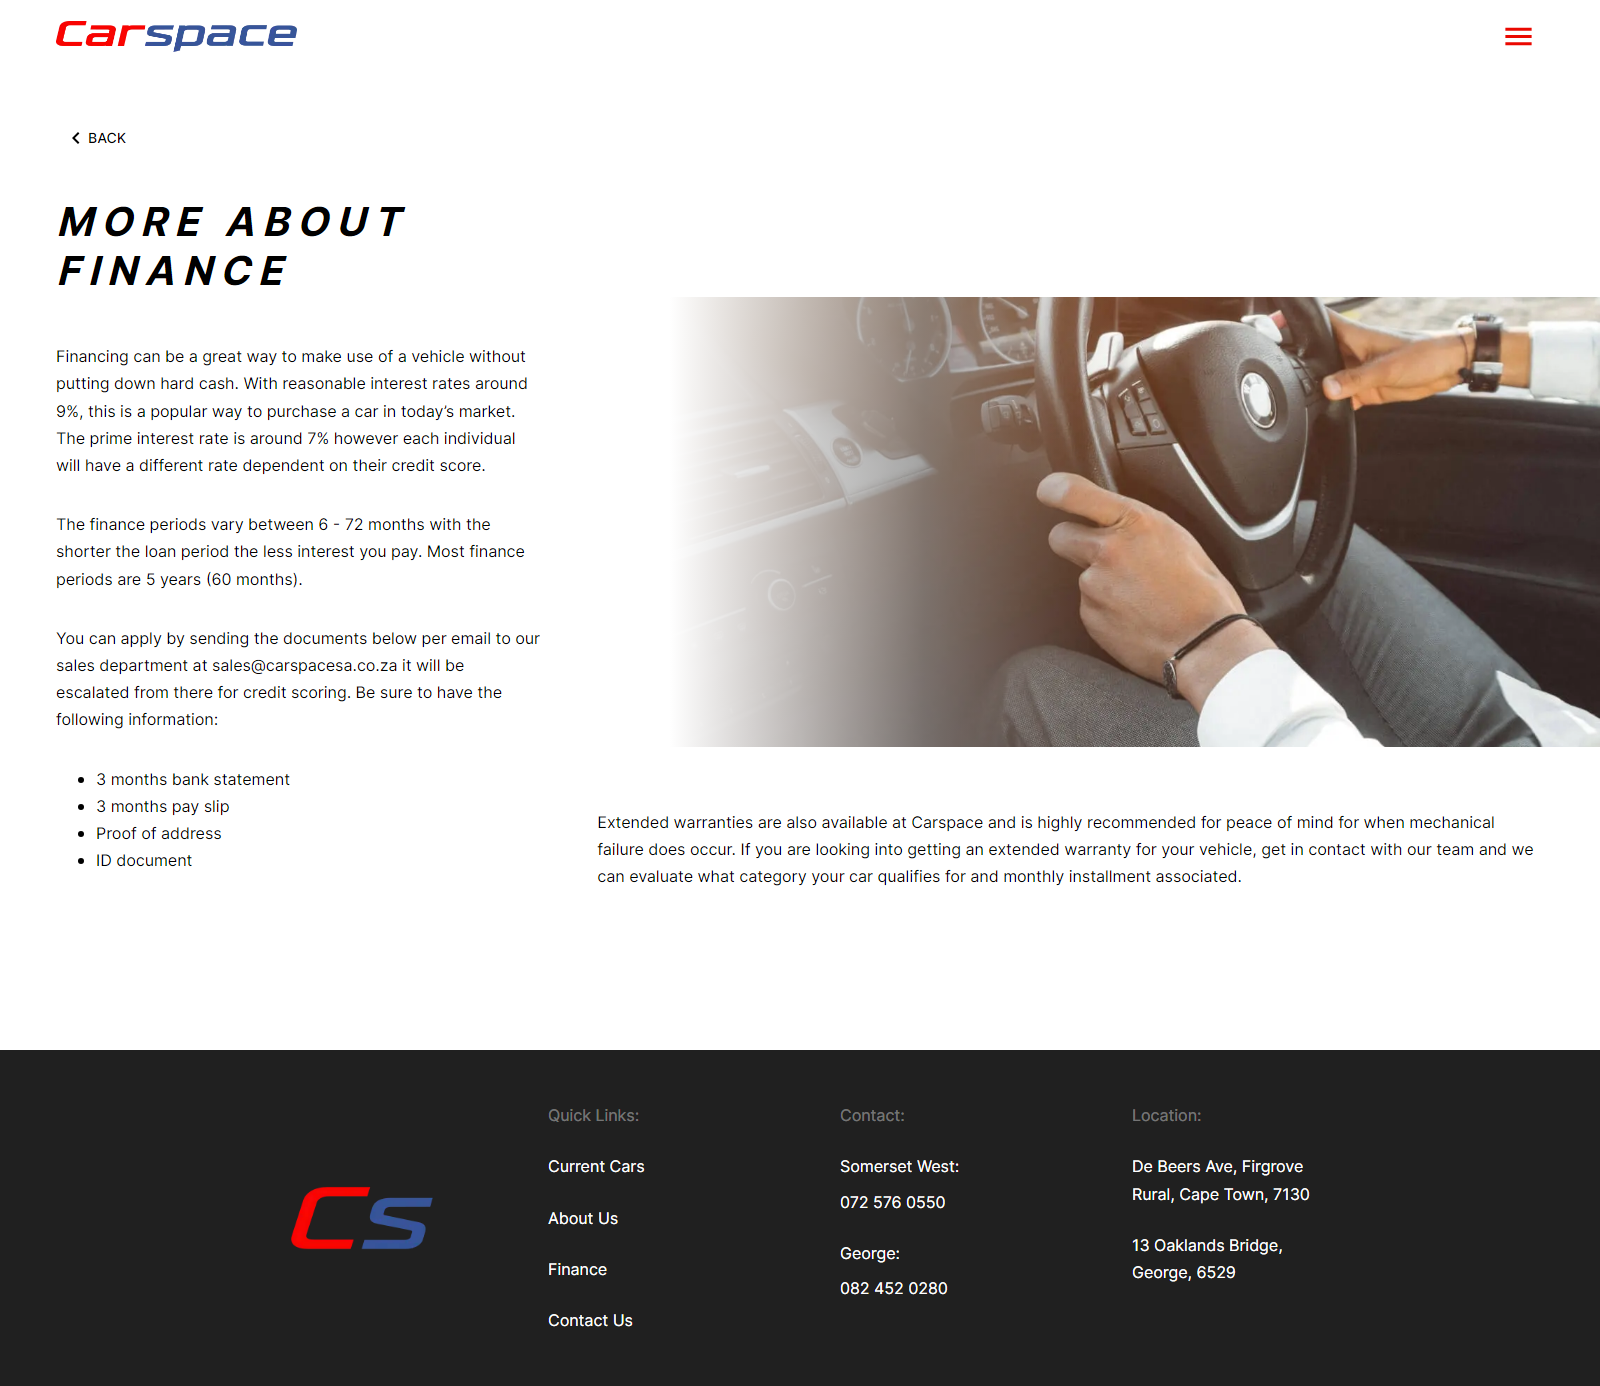 Carspace
BACK
MORE ABOUT
FINANCE
Financing can be a great way to make use of a vehicle without
putting down hard cash. With reasonable interest rates around
9%, this is a popular way to purchase a car in today’s market.
The prime interest rate is around 7% however each individual
will have a different rate dependent on their credit score.
The finance periods vary between 6 - 72 months with the
shorter the loan period the less interest you pay. Most finance
periods are 5 years (60 months).
You can apply by sending the documents below per email to our
sales department at sales@carspacesa.co.za it will be
escalated from there for credit scoring. Be sure to have the
following information:
3 months bank statement
3 months pay slip
Proof of address
ID document
Extended warranties are also available at Carspace and is highly recommended for peace of mind for when mechanical
failure does occur. If you are looking into getting an extended warranty for your vehicle, get in contact with our team and we
can evaluate what category your car qualifies for and monthly installment associated.
Cs
Quick Links:
Current Cars
About Us
Finance
Contact Us
Contact:
Somerset West:
072 576 0550
George:
082 452 0280
Location:
De Beers Ave, Firgrove
Rural, Cape Town, 7130
13 Oaklands Bridge,
George, 6529